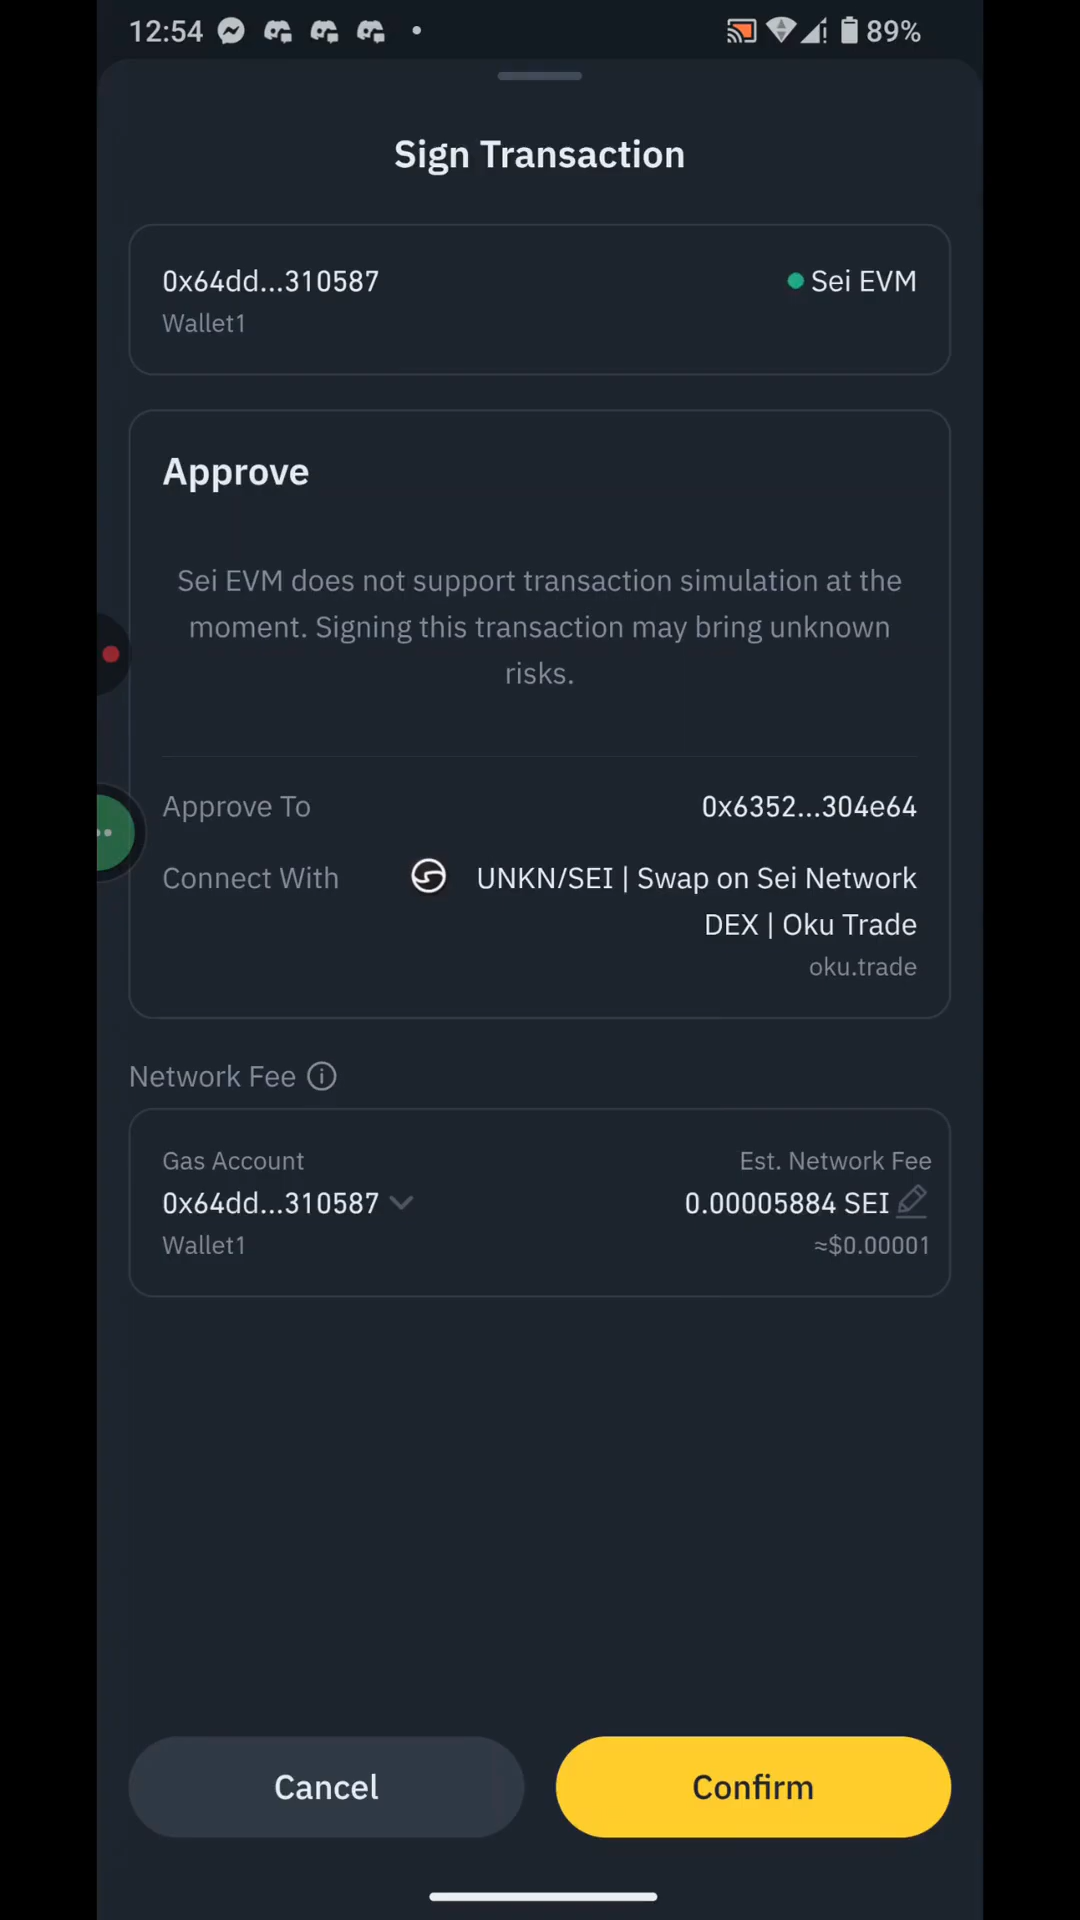 12:54
89%
Sign Transaction
0x64dd...310587
Sei EVM
Wallet1
Approve
Sei EVM does not support transaction simulation at the
moment. Signing this transaction may bring unknown
risks.
Approve To
0x6352...304e64
Connect With
UNKN/SEI | Swap on Sei Network
DEX | Oku Trade
oku.trade
Network Fee
Gas Account
Est. Network Fee
0x64dd...310587
0.00005884 SEI
Wallet1
≈$0.00001
Cancel
Confirm